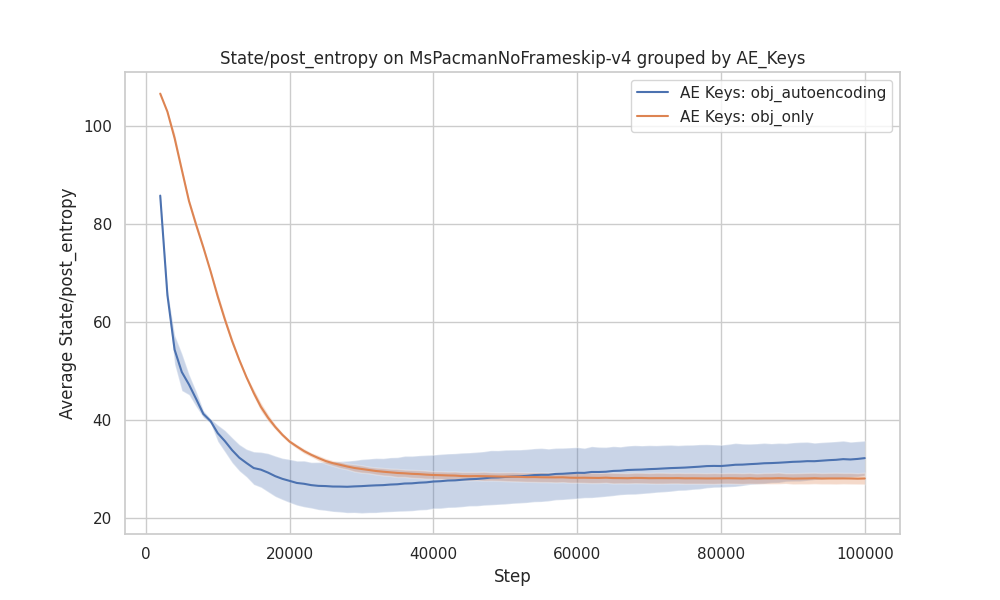 State/post_entropy on MsPacmanNoFrameskip-v4 grouped by AE_Keys
AE Keys: obj_autoencoding
AE Keys: obj_only
Average State/post_entropy
100
80
60
40
20
0
20000
40000
60000
80000
100000
Step